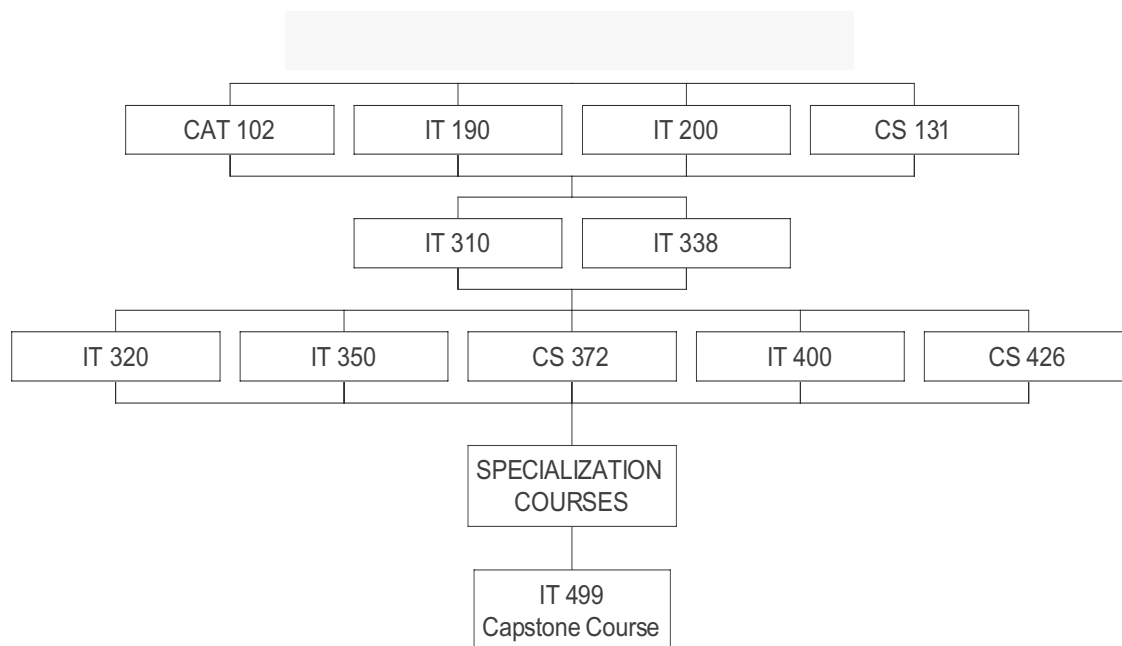 CAT 102
IT 190
IT 200
CS 131
IT 310
IT 338
IT 320
IT 350
CS 372
IT 400
CS 426
SPECIALIZATION
COURSES
IT 499
Capstone Course